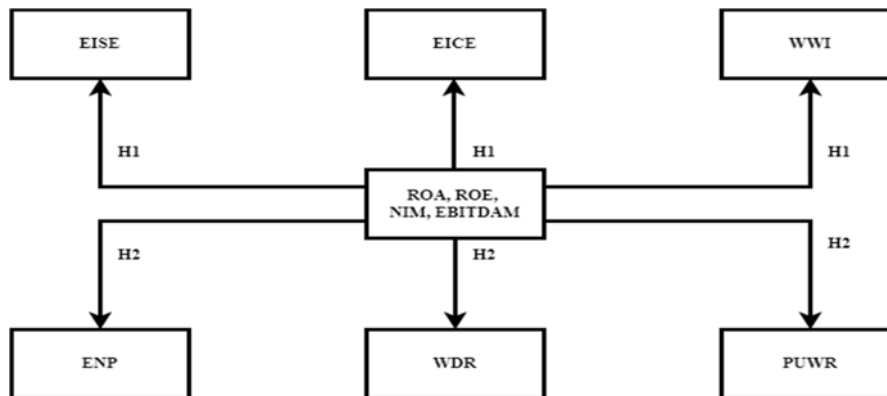 EISE
EICE
WWI
H1
H1
H1
ROA, ROE,
NIM, EBITDAM
H2
H2
H2
ENP
WDR
PUWR